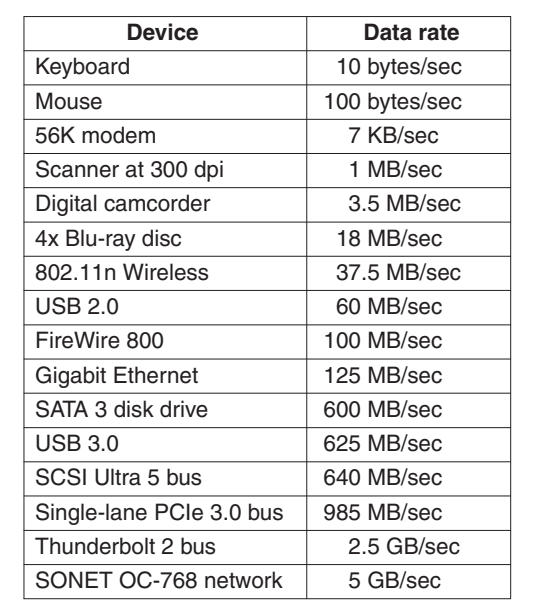 Device Data rate
Keyboard 10 bytes/sec
Mouse 100 bytes/sec
56K modem 7 KB/sec
Scanner at 300 dpi 1 MB/sec
Digital camcorder 3.5 MB/sec
4x Blu-ray disc 18 MB/sec
802.11n Wireless 37.5 MB/sec
USB 2.0 60 MB/sec
FireWire 800 100 MB/sec
Gigabit Ethernet 125 MB/sec
SATA 3 disk drive 600 MB/sec
USB 3.0 625 MB/sec
SCSI Ultra 5 bus 640 MB/sec
Single-lane PCIe 3.0 bus 985 MB/sec
Thunderbolt 2 bus 2.5 GB/sec
SONET OC-768 network 5 GB/sec